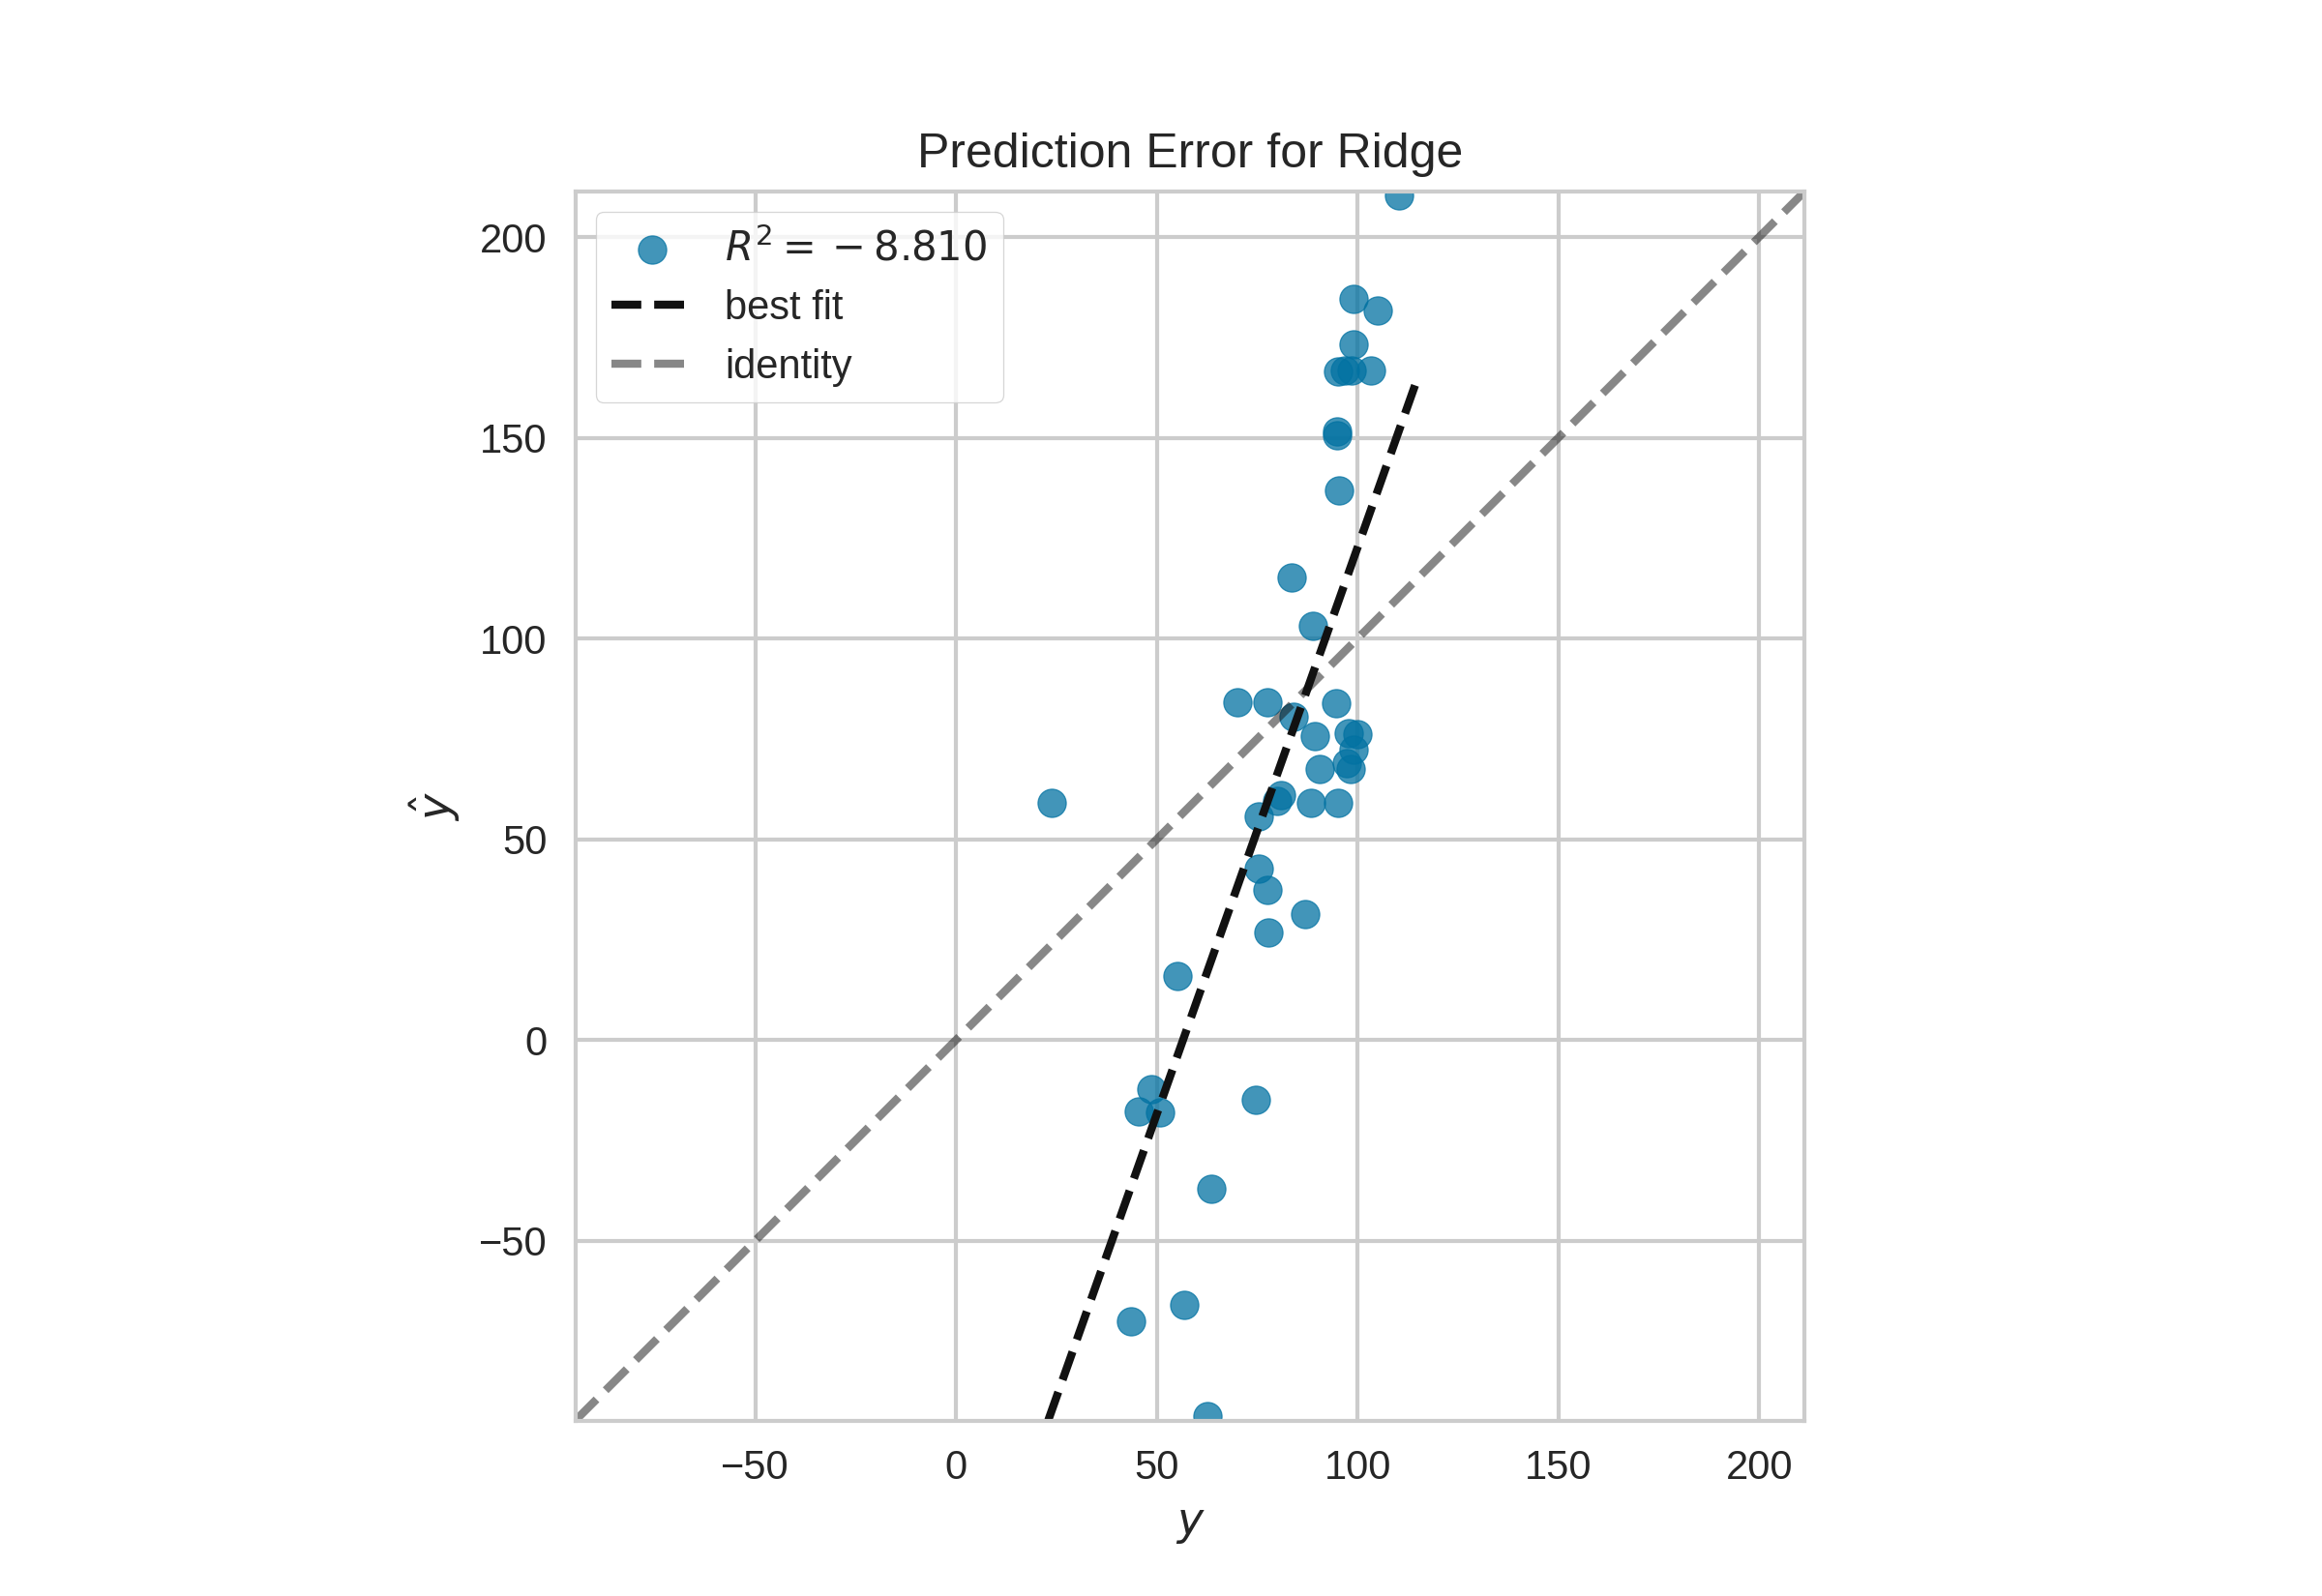 Prediction Error for Ridge
R² = −8.810
best fit
identity
200
150
100
50
0
−50
ŷ
−50 0 50 100 150 200
y